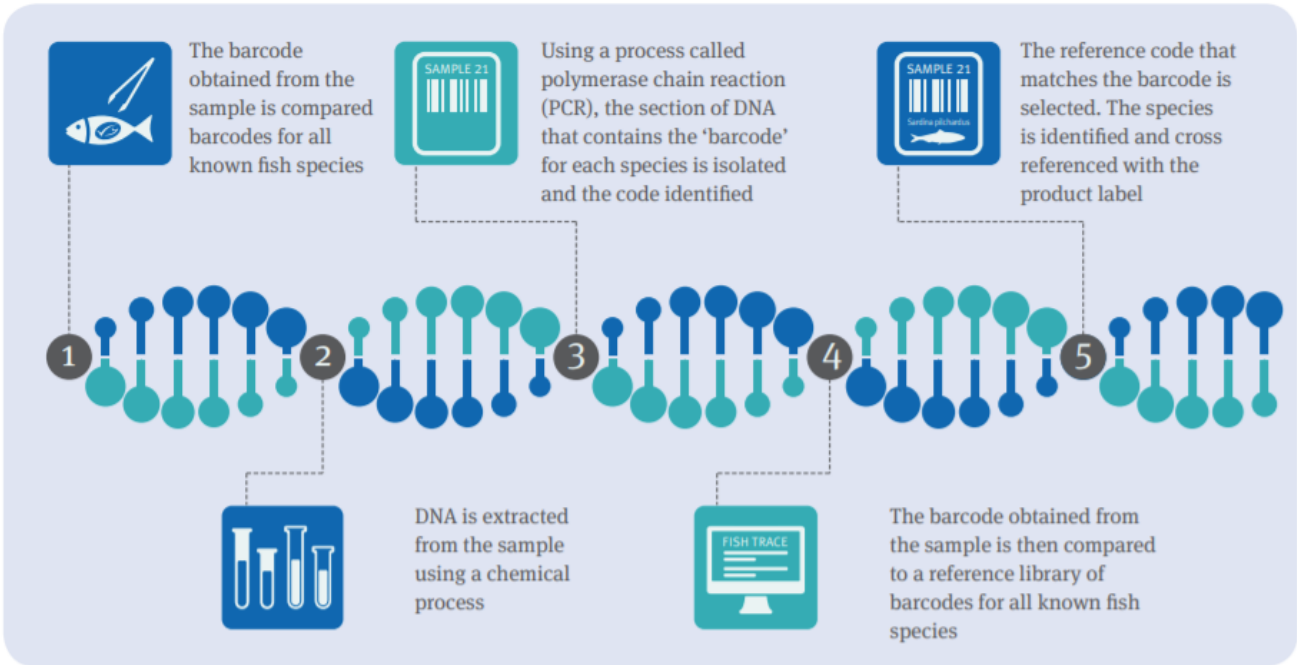 The barcode
obtained from the
sample is compared
barcodes for all
known fish species
SAMPLE 21
Using a process called
polymerase chain reaction
(PCR), the section of DNA
that contains the ‘barcode’
for each species is isolated
and the code identified
SAMPLE 21
Sardina pilchardus
The reference code that
matches the barcode is
selected. The species
is identified and cross
referenced with the
product label
1
2
3
4
5
DNA is extracted
from the sample
using a chemical
process
FISH TRACE
The barcode obtained from
the sample is then compared
to a reference library of
barcodes for all known fish
species